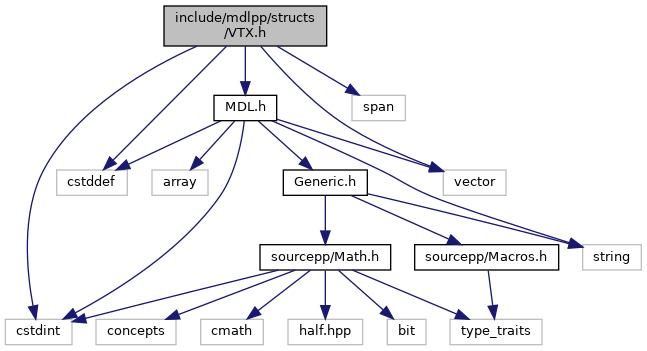 include/mdlpp/structs
/VTX.h
MDL.h
span
cstddef
array
Generic.h
vector
sourcepp/Math.h
sourcepp/Macros.h
string
cstdint
concepts
cmath
half.hpp
bit
type_traits